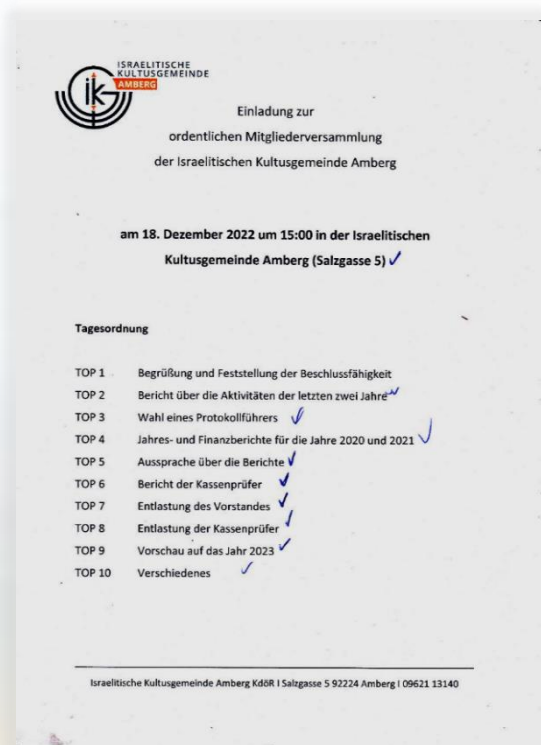 ISRAELITISCHE
KULTUSGEMEINDE
AMBERG
ikG
Einladung zur
ordentlichen Mitgliederversammlung
der Israelitischen Kultusgemeinde Amberg
am 18. Dezember 2022 um 15:00 in der Israelitischen
Kultusgemeinde Amberg (Salzgasse 5) ✓
Tagesordnung
TOP 1 Begrüßung und Feststellung der Beschlussfähigkeit
TOP 2 Bericht über die Aktivitäten der letzten zwei Jahre ✓
TOP 3 Wahl eines Protokollführers ✓
TOP 4 Jahres- und Finanzberichte für die Jahre 2020 und 2021 ✓
TOP 5 Aussprache über die Berichte ✓
TOP 6 Bericht der Kassenprüfer ✓
TOP 7 Entlastung des Vorstandes ✓
TOP 8 Entlastung der Kassenprüfer ✓
TOP 9 Vorschau auf das Jahr 2023 ✓
TOP 10 Verschiedenes ✓
Israelitische Kultusgemeinde Amberg KdöR I Salzgasse 5 92224 Amberg I 09621 13140